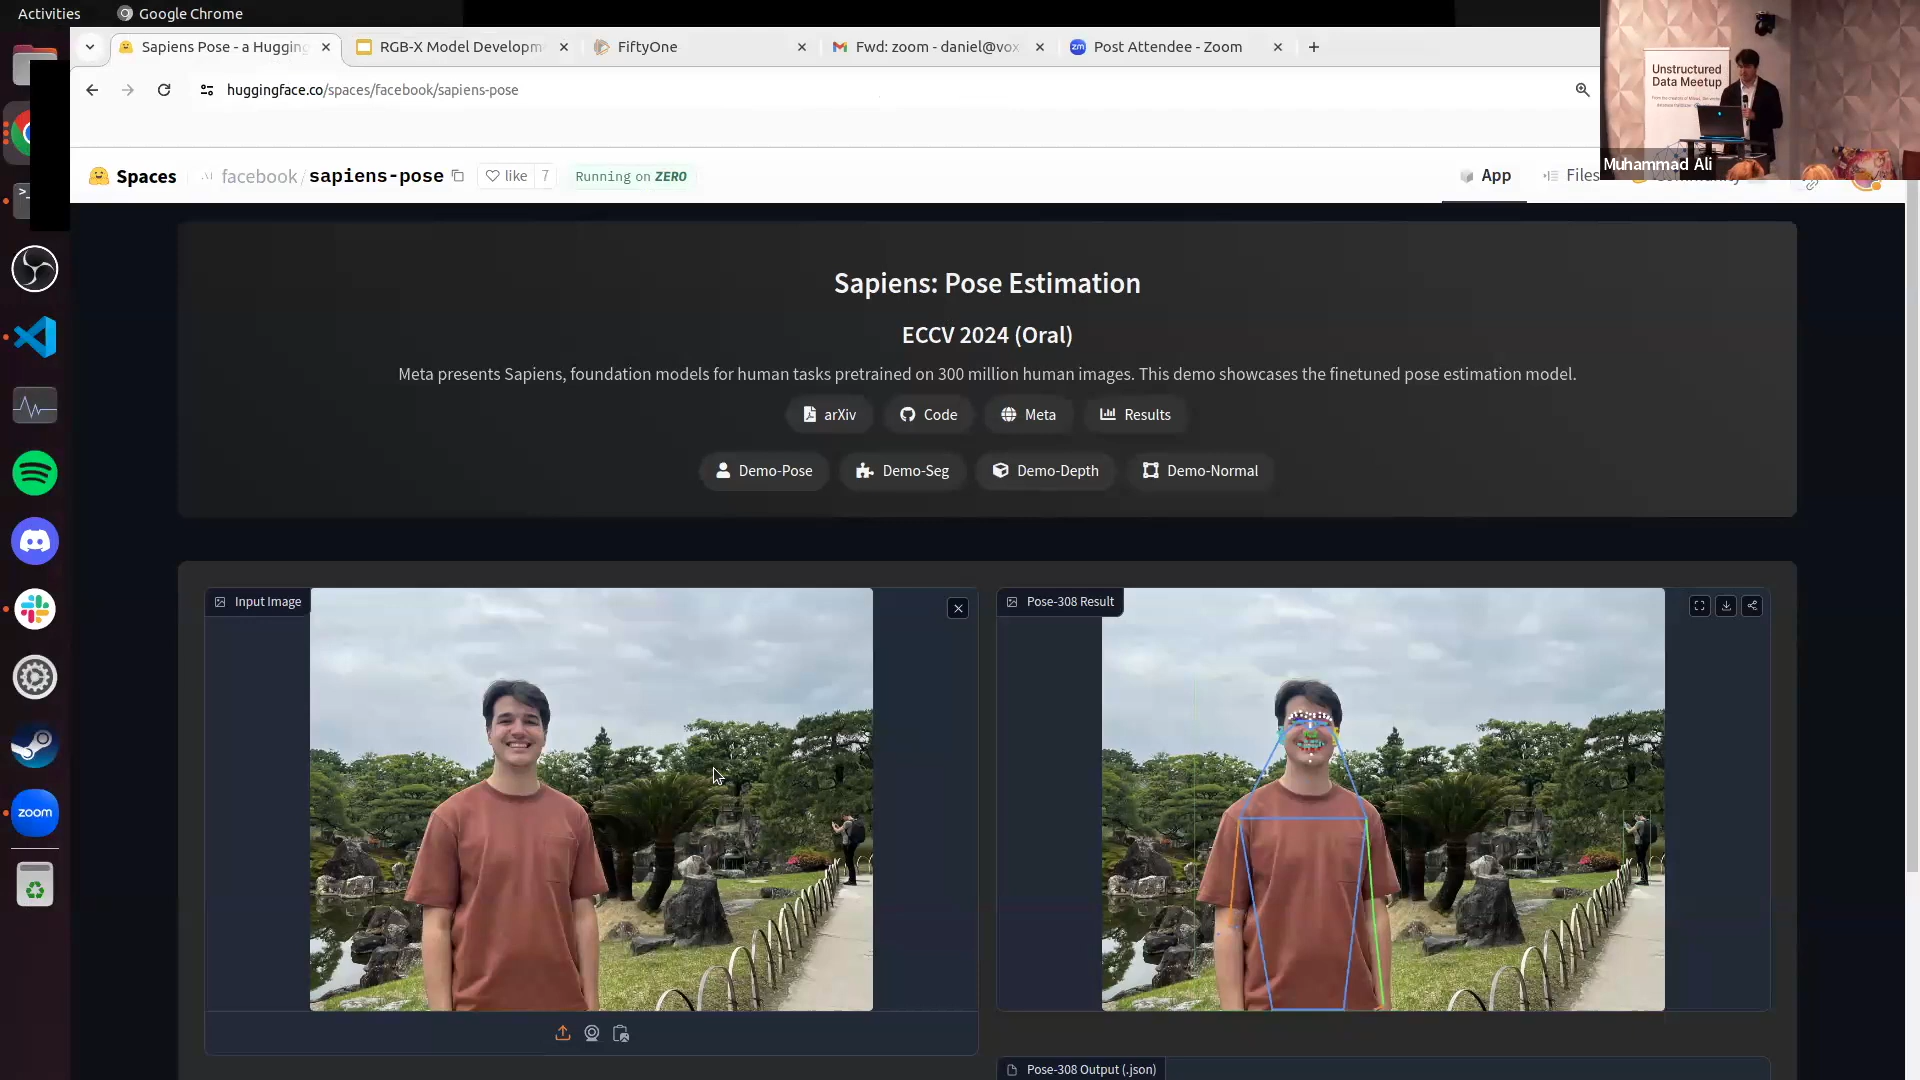 Activities
Google Chrome
Sapiens Pose - a Hugging
RGB-X Model Developm
FiftyOne
Fwd: zoom - daniel@vox
Post Attendee - Zoom
huggingface.co/spaces/facebook/sapiens-pose
Unstructured
Data Meetup
Muhammad Ali
Spaces
facebook/sapiens-pose
like 7
Running on ZERO
App
Files
Sapiens: Pose Estimation
ECCV 2024 (Oral)
Meta presents Sapiens, foundation models for human tasks pretrained on 300 million human images. This demo showcases the finetuned pose estimation model.
arXiv
Code
Meta
Results
Demo-Pose
Demo-Seg
Demo-Depth
Demo-Normal
Input Image
Pose-308 Result
zoom
Pose-308 Output (.json)